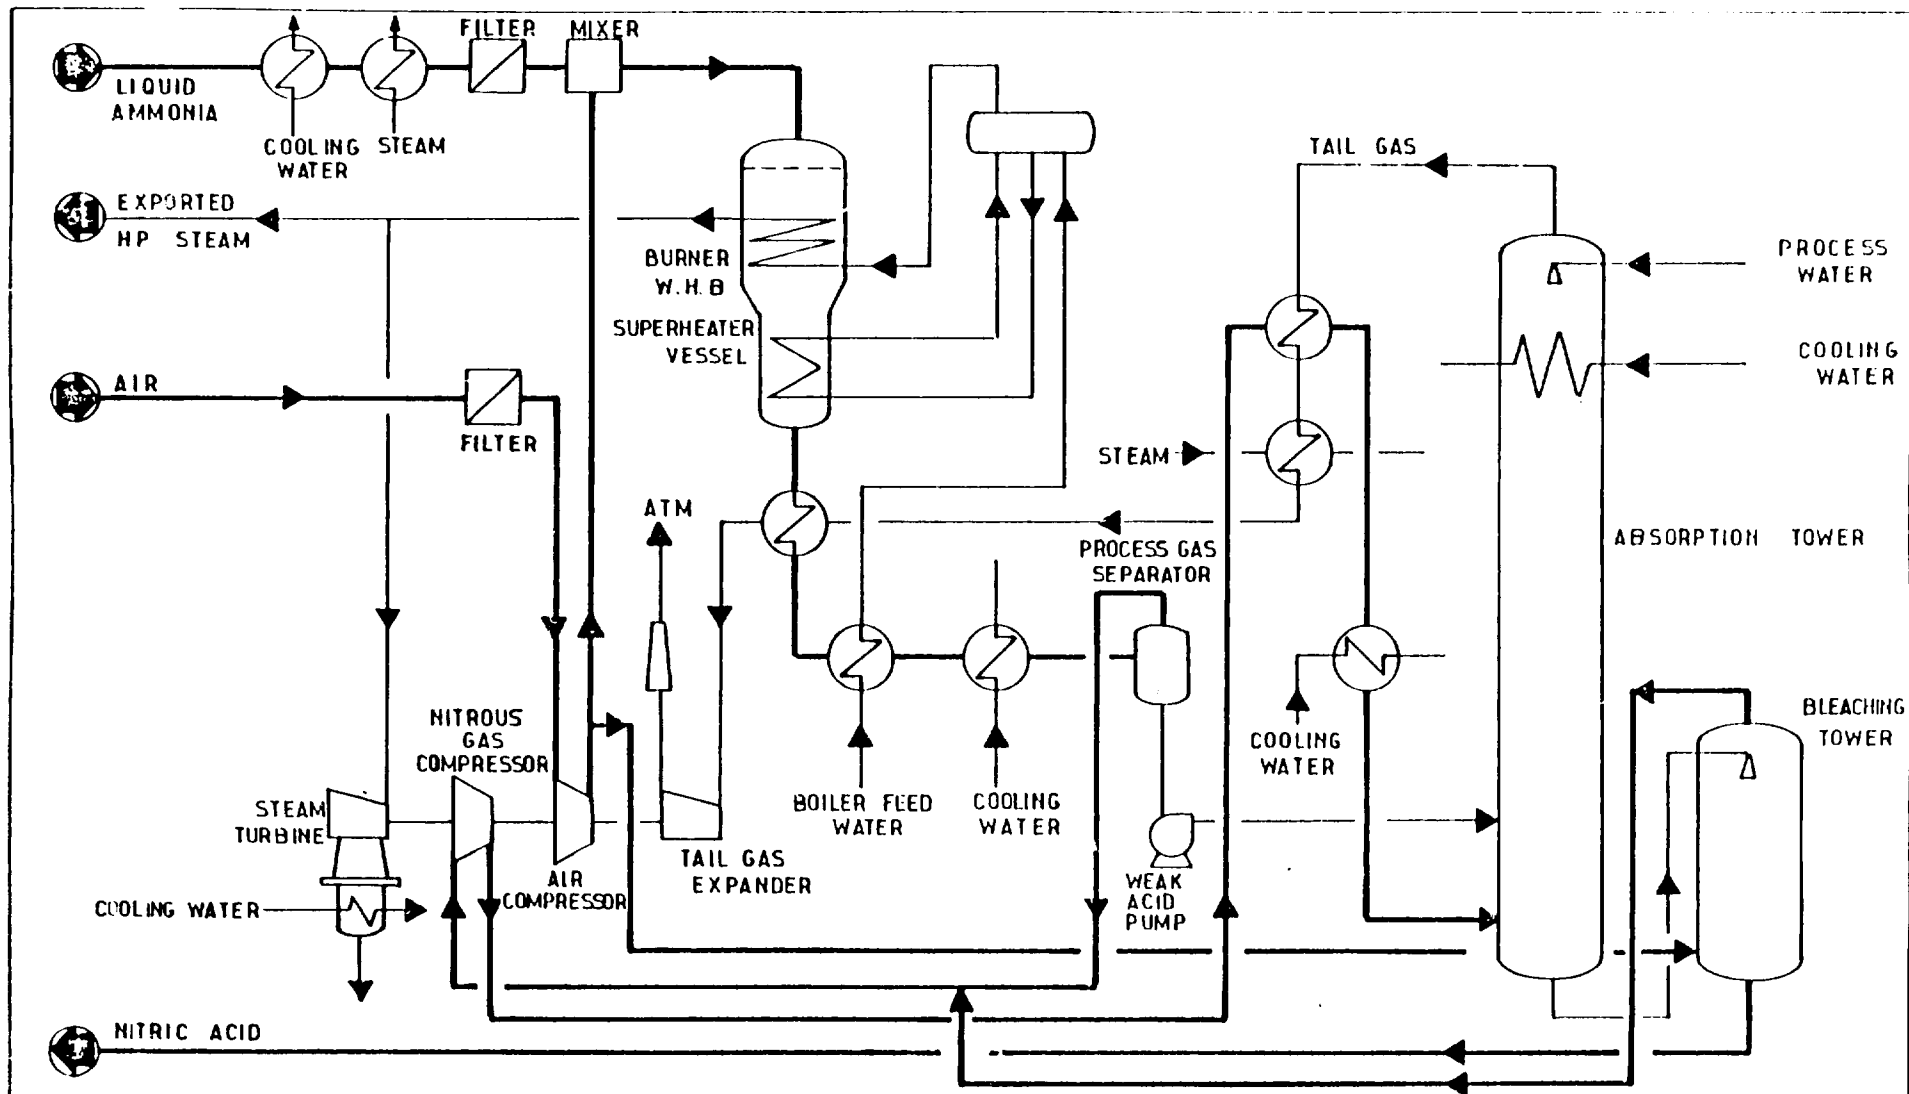 FILTER
MIXER
LIQUID
AMMONIA
COOLING
WATER
STEAM
EXPORTED
HP STEAM
BURNER
W.H.B
SUPERHEATER
VESSEL
AIR
FILTER
TAIL GAS
PROCESS
WATER
COOLING
WATER
STEAM
ABSORPTION TOWER
ATM
PROCESS GAS
SEPARATOR
NITROUS
GAS
COMPRESSOR
STEAM
TURBINE
BOILER FEED
WATER
COOLING
WATER
COOLING
WATER
BLEACHING
TOWER
TAIL GAS
EXPANDER
AIR
COMPRESSOR
WEAK
ACID
PUMP
COOLING WATER
NITRIC ACID